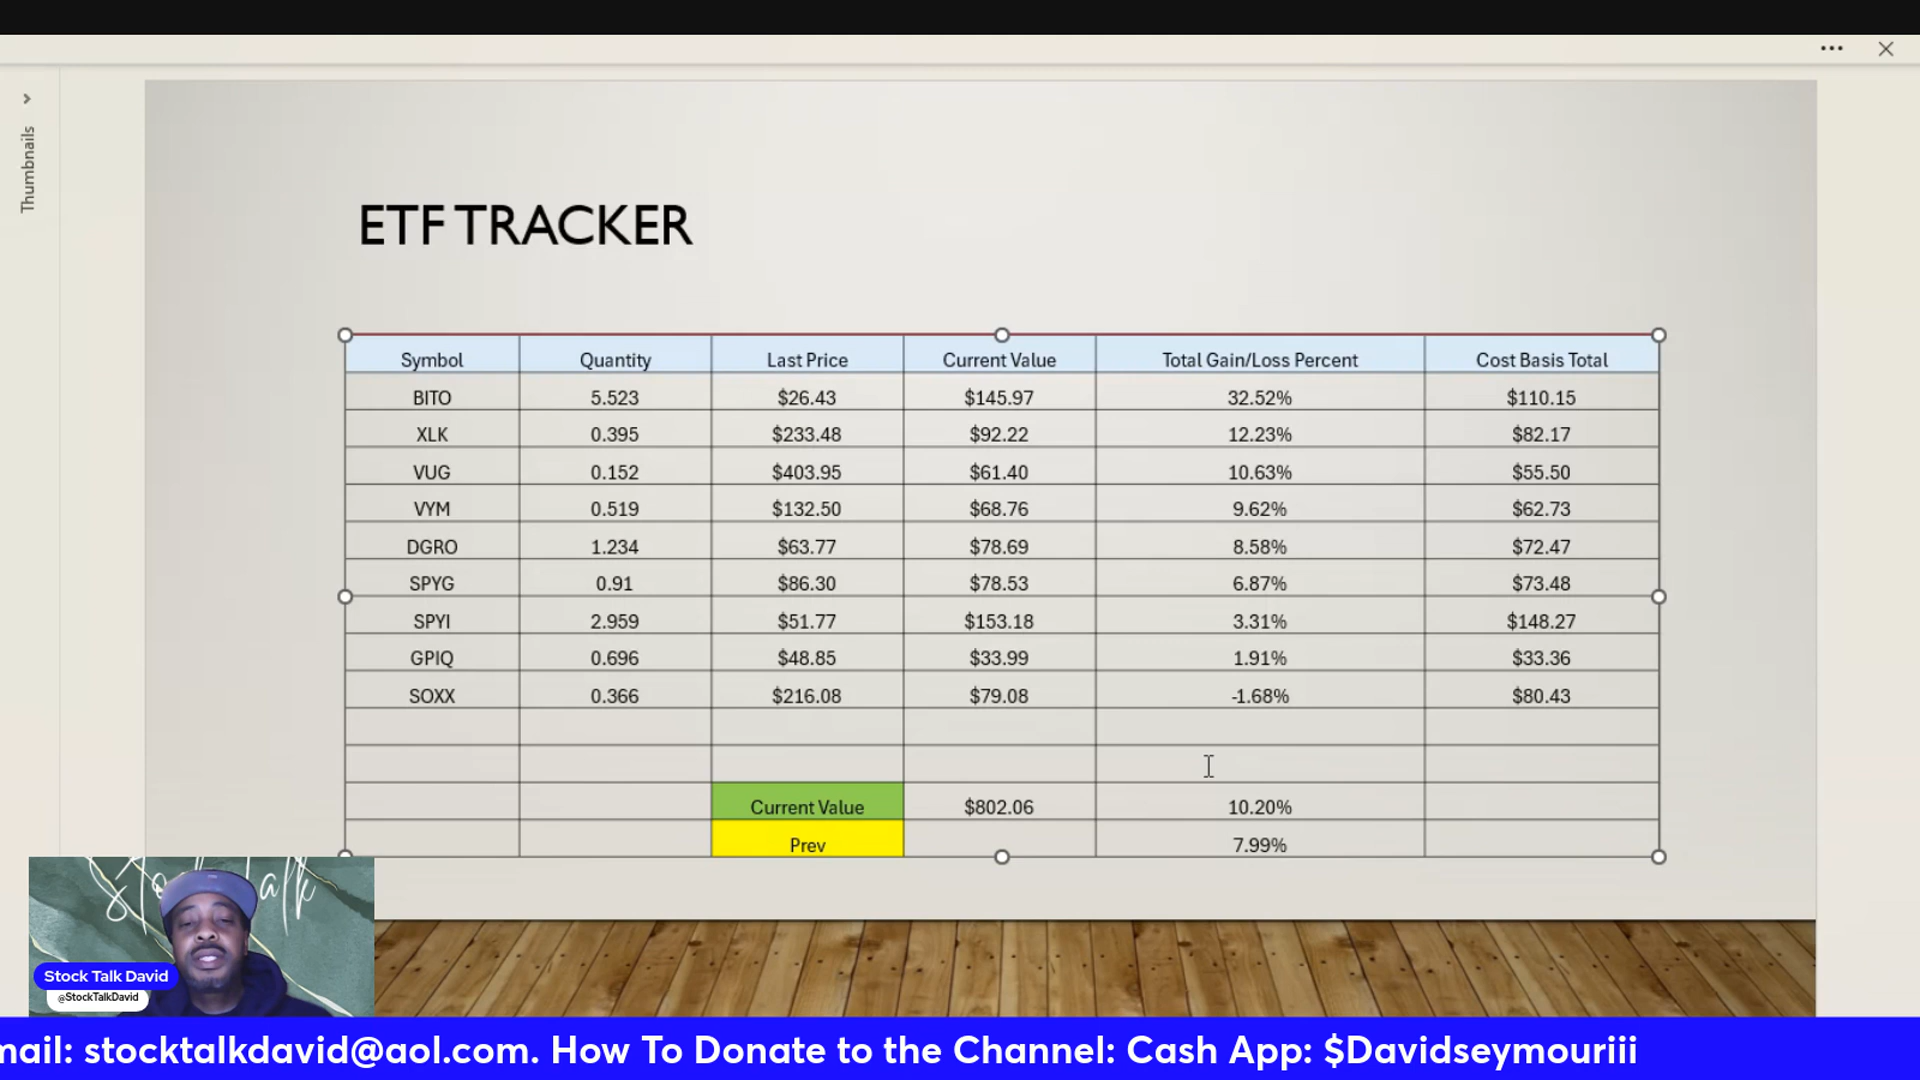 Thumbnails
ETF TRACKER
Symbol Quantity Last Price Current Value Total Gain/Loss Percent Cost Basis Total
BITO 5.523 $26.43 $145.97 32.52% $110.15
XLK 0.395 $233.48 $92.22 12.23% $82.17
VUG 0.152 $403.95 $61.40 10.63% $55.50
VYM 0.519 $132.50 $68.76 9.62% $62.73
DGRO 1.234 $63.77 $78.69 8.58% $72.47
SPYG 0.91 $86.30 $78.53 6.87% $73.48
SPYI 2.959 $51.77 $153.18 3.31% $148.27
GPIQ 0.696 $48.85 $33.99 1.91% $33.36
SOXX 0.366 $216.08 $79.08 -1.68% $80.43
Current Value $802.06 10.20%
Prev 7.99%
Stock Talk David
@StockTalkDavid
mail: stocktalkdavid@aol.com. How To Donate to the Channel: Cash App: $Davidseymouriii